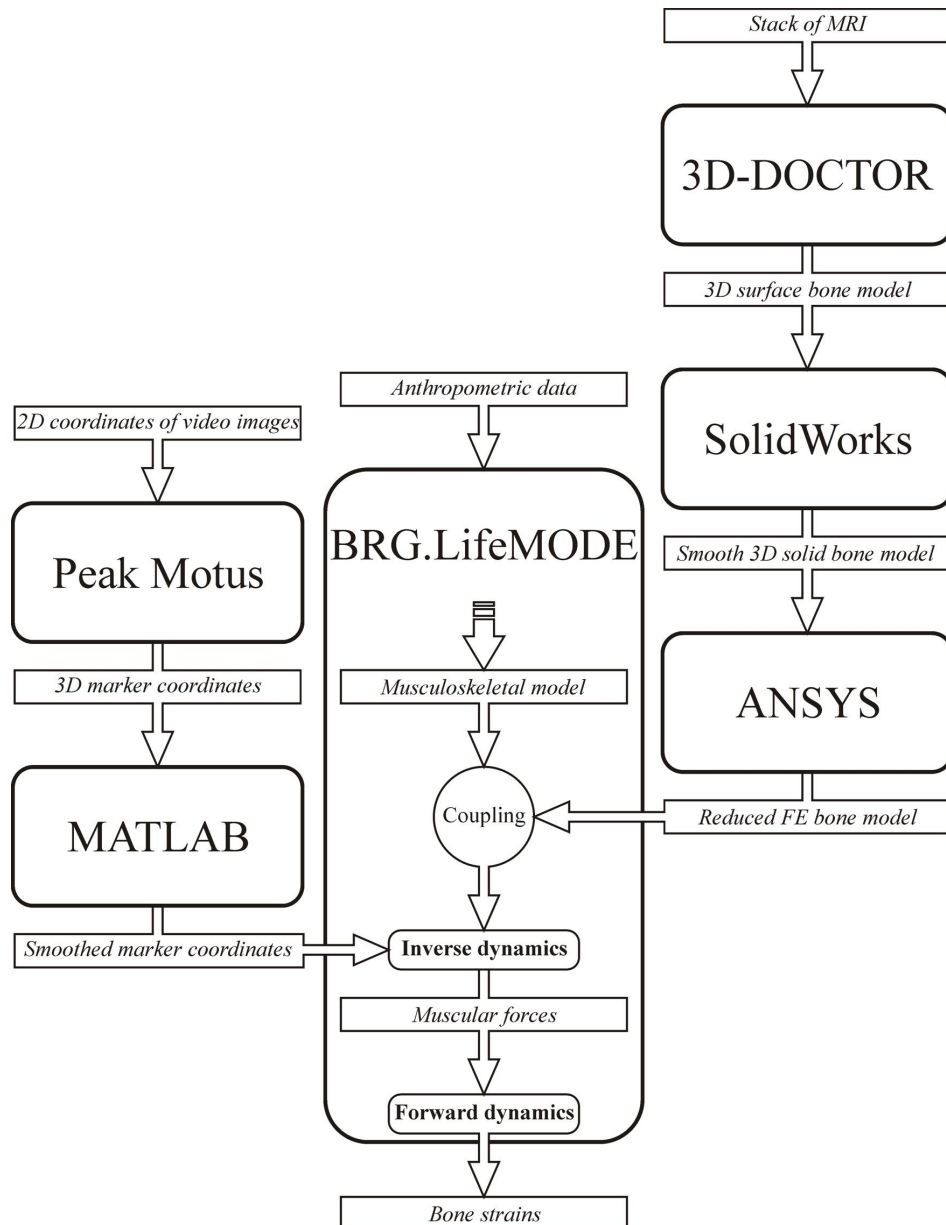 Stack of MRI
3D-DOCTOR
3D surface bone model
SolidWorks
Smooth 3D solid bone model
ANSYS
Reduced FE bone model
Anthropometric data
BRG.LifeMODE
Musculoskeletal model
Coupling
Inverse dynamics
Muscular forces
Forward dynamics
Bone strains
2D coordinates of video images
Peak Motus
3D marker coordinates
MATLAB
Smoothed marker coordinates